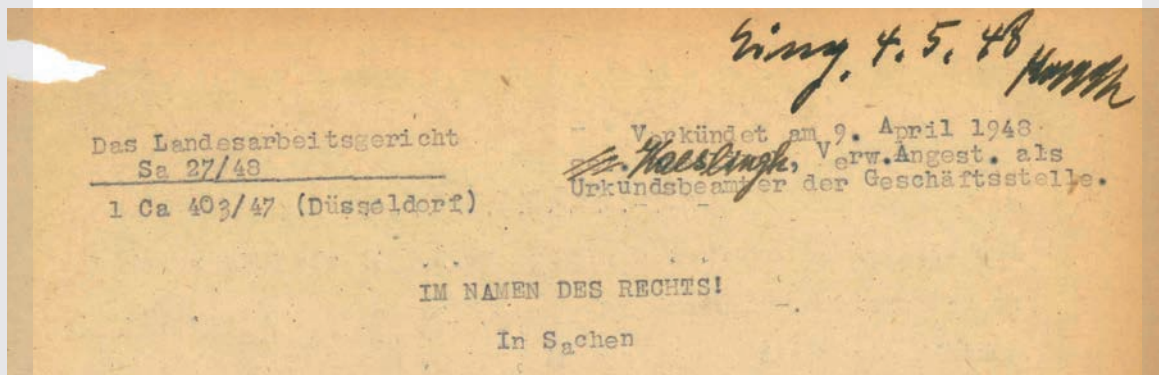 Eing. 4. 5. 48
Das Landesarbeitsgericht
Sa 27/48
1 Ca 403/47 (Düsseldorf)
Verkündet am 9. April 1948
Verw.Angest. als
Urkundsbeamter der Geschäftsstelle.
IM NAMEN DES RECHTS!
In Sachen